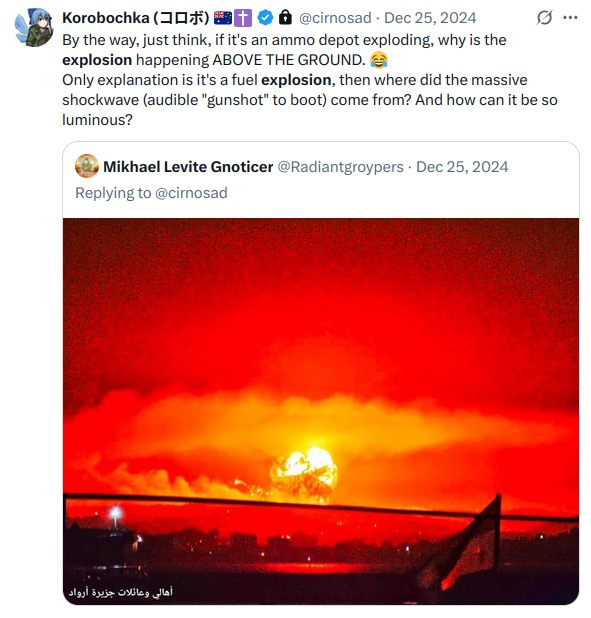 Korobochka (コロボ) 🇦🇺✝️ @cirnosad · Dec 25, 2024
By the way, just think, if it's an ammo depot exploding, why is the
explosion happening ABOVE THE GROUND. 😂
Only explanation is it's a fuel explosion, then where did the massive
shockwave (audible "gunshot" to boot) come from? And how can it be so
luminous?
Mikhael Levite Gnoticer @Radiantgroypers · Dec 25, 2024
Replying to @cirnosad
أهالي وعائلات جزيرة أرواد